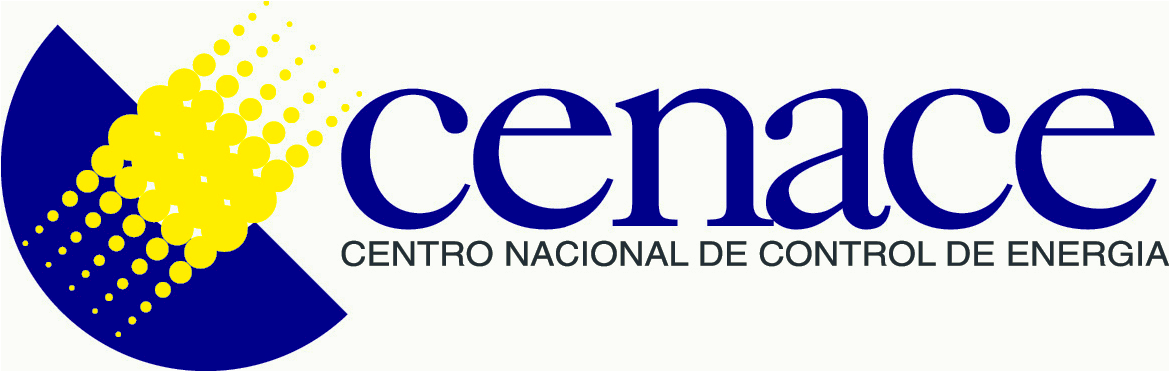 cenace
CENTRO NACIONAL DE CONTROL DE ENERGIA